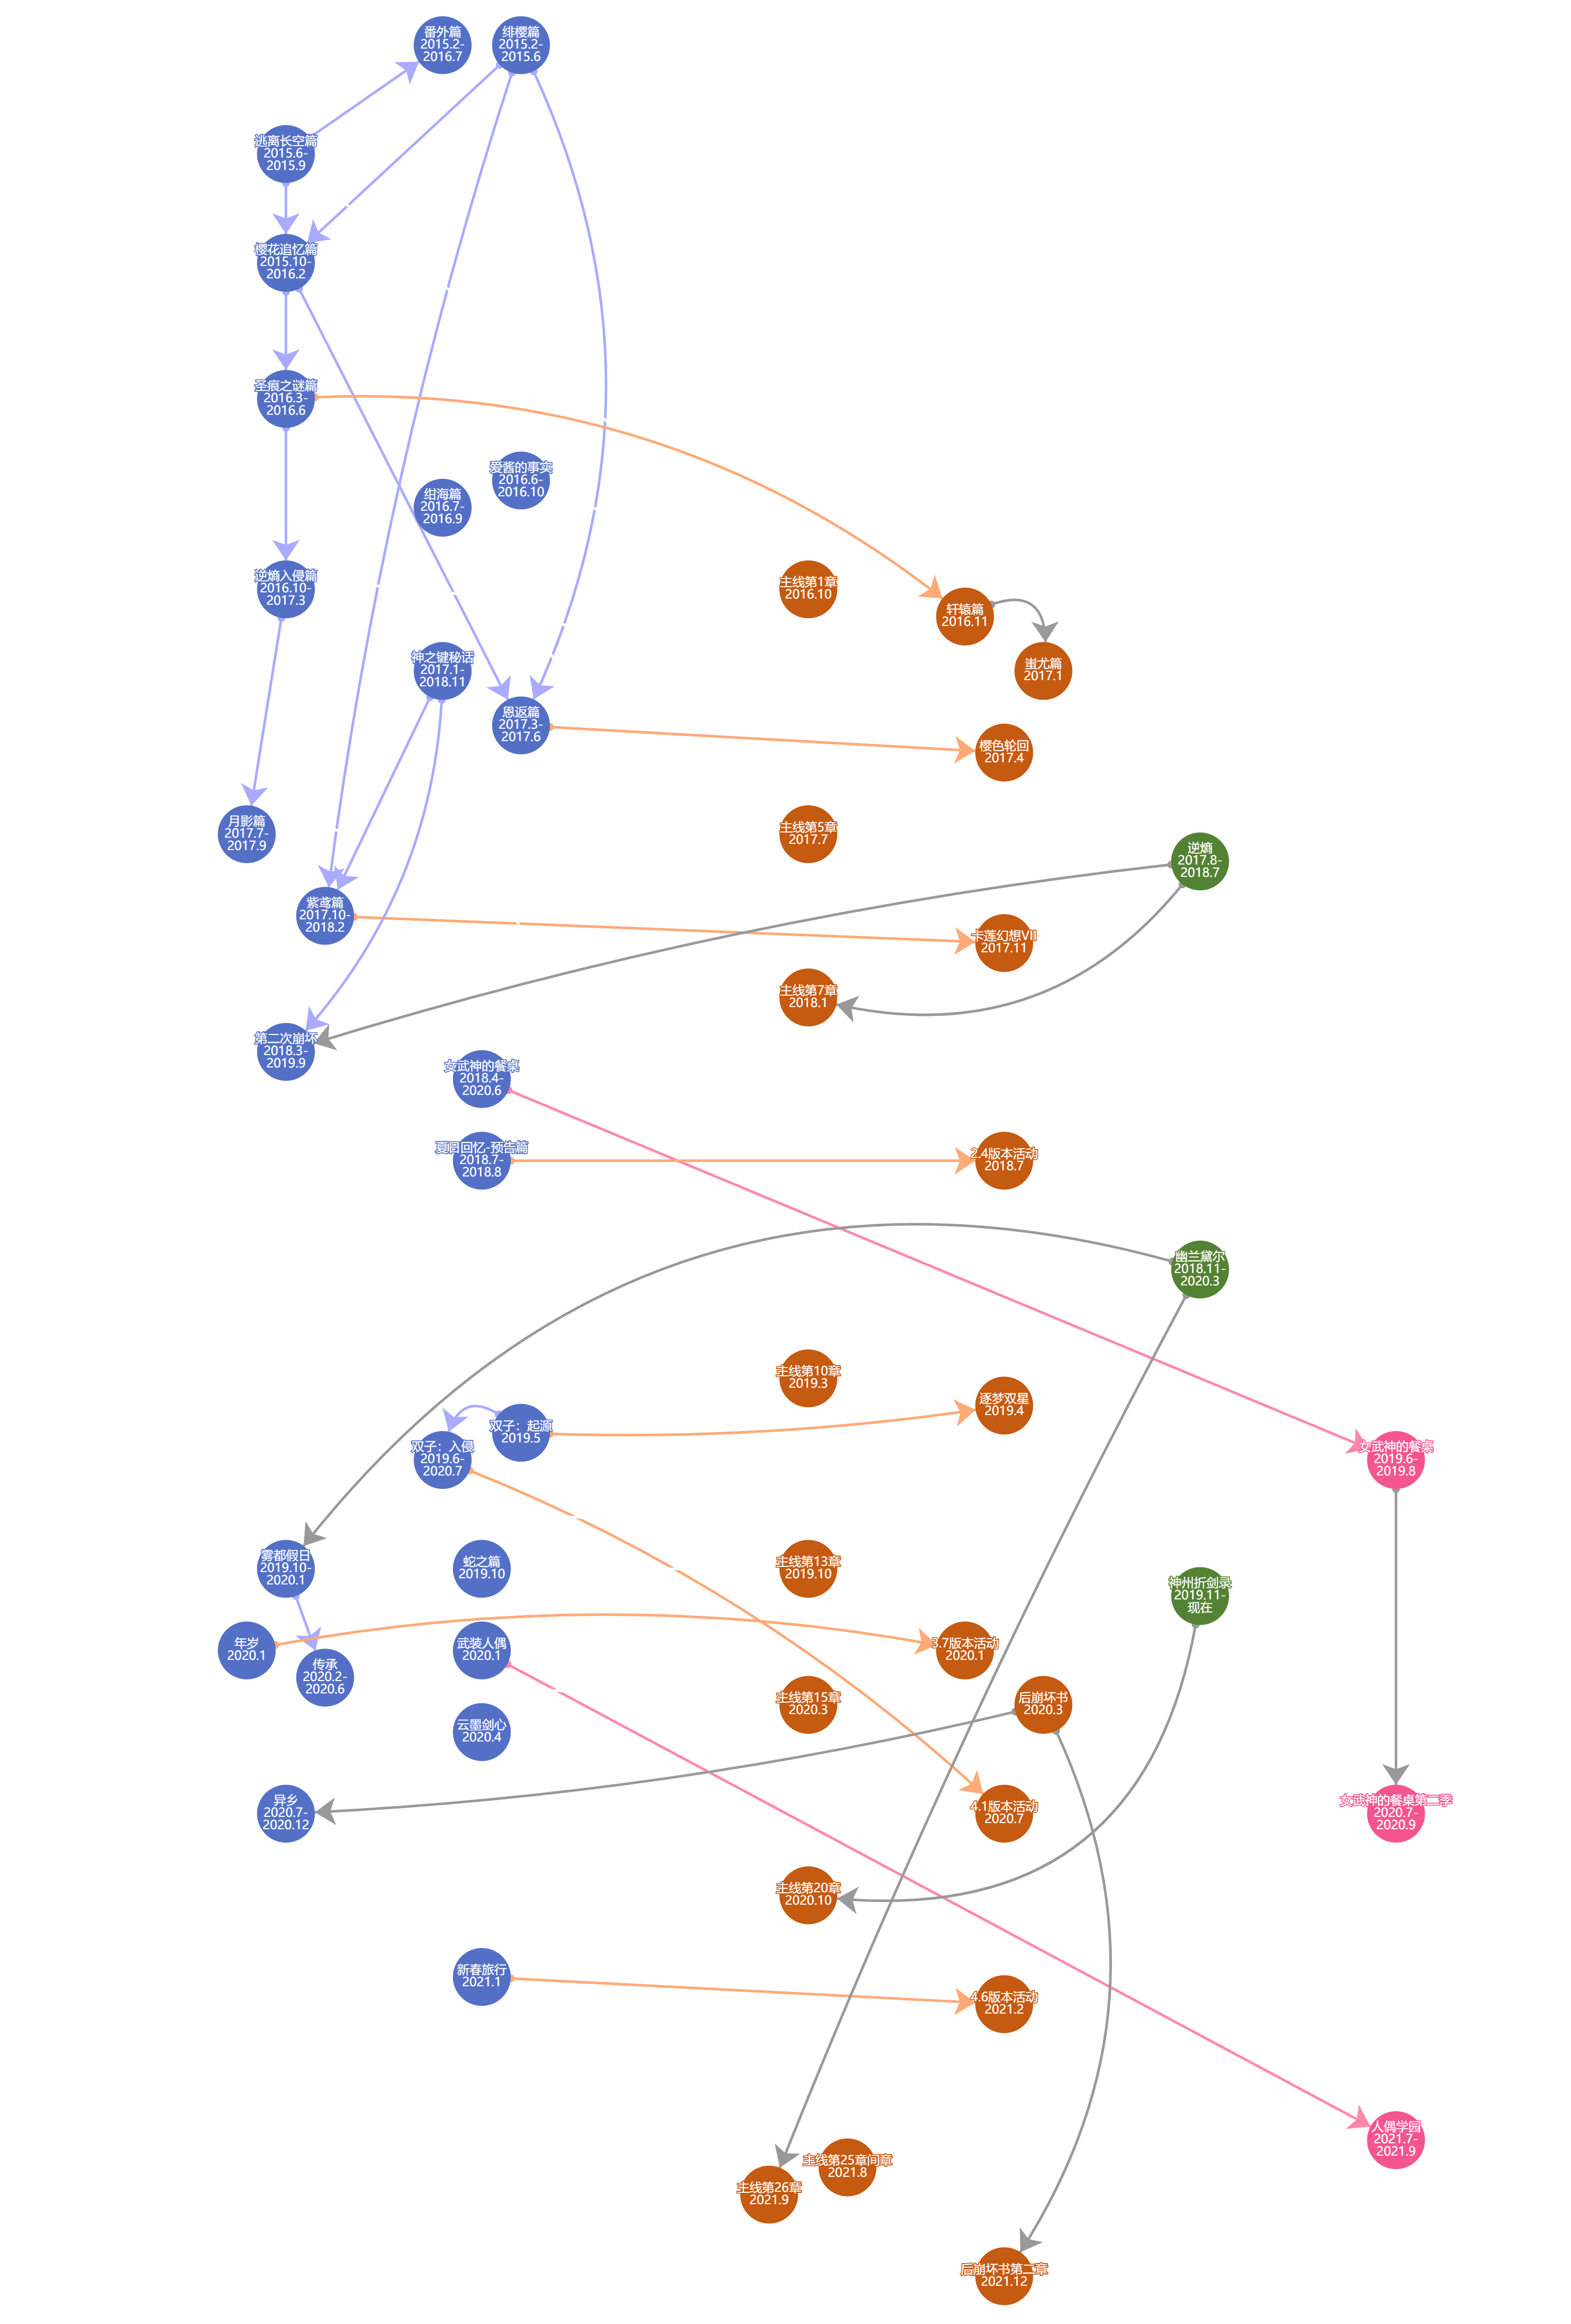 番外篇
2015.2-
2016.7
绯樱篇
2015.2-
2015.6
逃离长空篇
2015.6-
2015.9
樱花追忆篇
2015.10-
2016.2
圣痕之谜篇
2016.3-
2016.6
爱酱的事实
2016.6-
2016.10
绀海篇
2016.7-
2016.9
逆熵入侵篇
2016.10-
2017.3
主线第1章
2016.10
轩辕篇
2016.11
神之键秘话
2017.1-
2018.11
蚩尤篇
2017.1
恩返篇
2017.3-
2017.6
樱色轮回
2017.4
月影篇
2017.7-
2017.9
主线第5章
2017.7
逆熵
2017.8-
2018.7
紫鸢篇
2017.10-
2018.2
卡莲幻想VII
2017.11
主线第7章
2018.1
第二次崩坏
2018.3-
2019.9
女武神的餐桌
2018.4-
2020.6
夏日回忆-预告篇
2018.7-
2018.8
2.4版本活动
2018.7
幽兰黛尔
2018.11-
2020.3
主线第10章
2019.3
逐梦双星
2019.4
双子：起源
2019.5
双子：入侵
2019.6-
2020.7
女武神的餐桌
2019.6-
2019.8
雾都假日
2019.10-
2020.1
蛇之篇
2019.10
主线第13章
2019.10
神州折剑录
2019.11-
现在
年岁
2020.1
武装人偶
2020.1
3.7版本活动
2020.1
传承
2020.2-
2020.6
主线第15章
2020.3
后崩坏书
2020.3
云墨剑心
2020.4
异乡
2020.7-
2020.12
4.1版本活动
2020.7
女武神的餐桌第二季
2020.7-
2020.9
主线第20章
2020.10
新春旅行
2021.1
4.6版本活动
2021.2
人偶学园
2021.7-
2021.9
主线第25章间章
2021.8
主线第26章
2021.9
后崩坏书第二章
2021.12